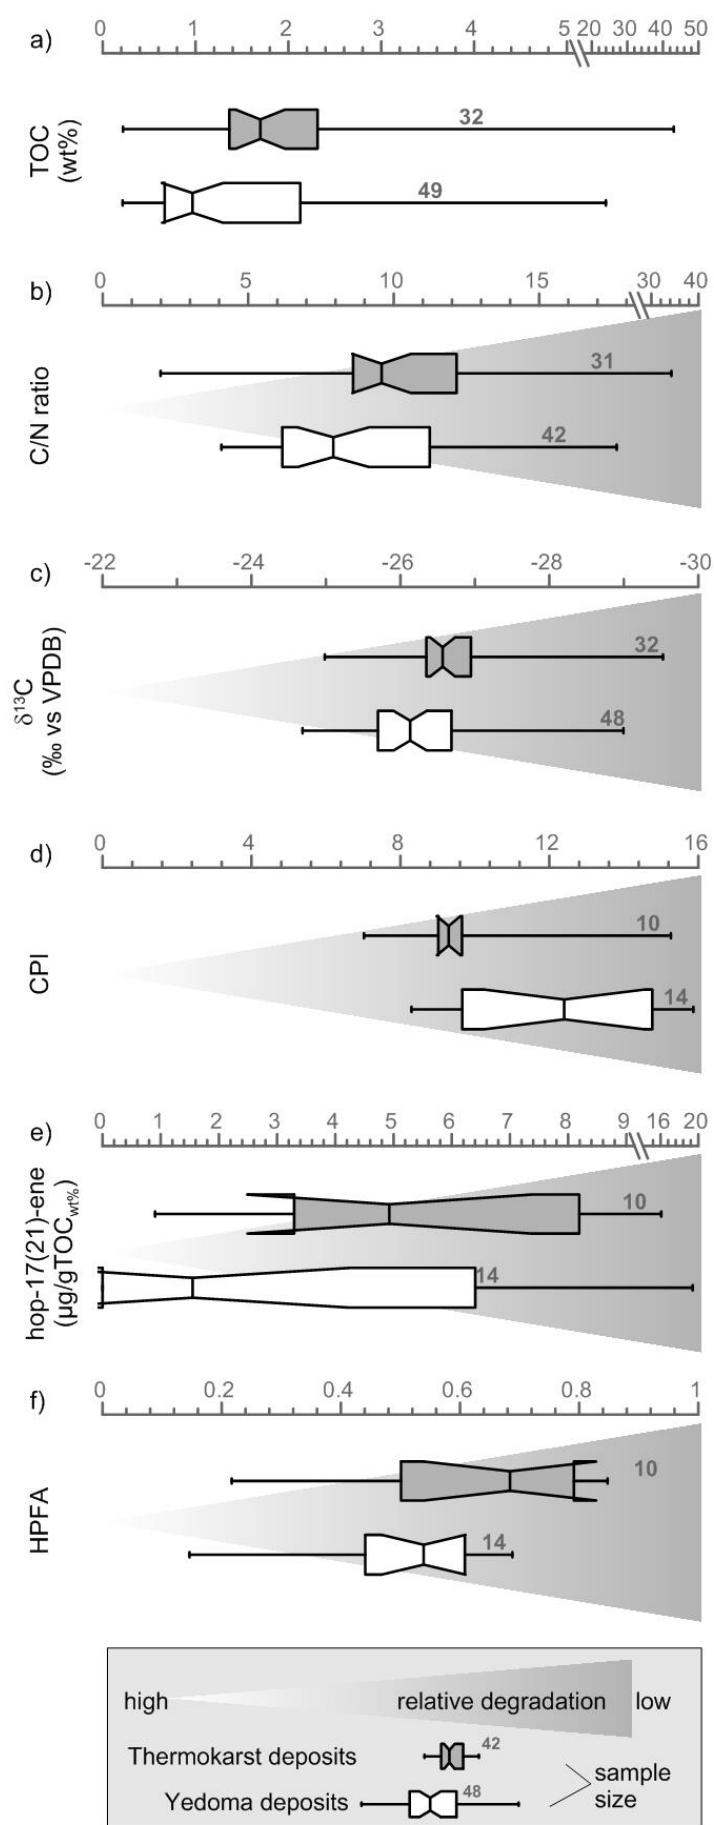 a)
0 1 2 3 4 5 20 30 40 50
TOC
(wt%)
32
49
b)
0 5 10 15 30 40
C/N ratio
31
42
c)
-22 -24 -26 -28 -30
δ¹³C
(‰ vs VPDB)
32
48
d)
0 4 8 12 16
CPI
10
14
e)
0 1 2 3 4 5 6 7 8 9 16 20
hop-17(21)-ene
(µg/gTOCwt%)
10
14
f)
0 0.2 0.4 0.6 0.8 1
HPFA
10
14
high relative degradation low
Thermokarst deposits 42
Yedoma deposits 48
sample
size